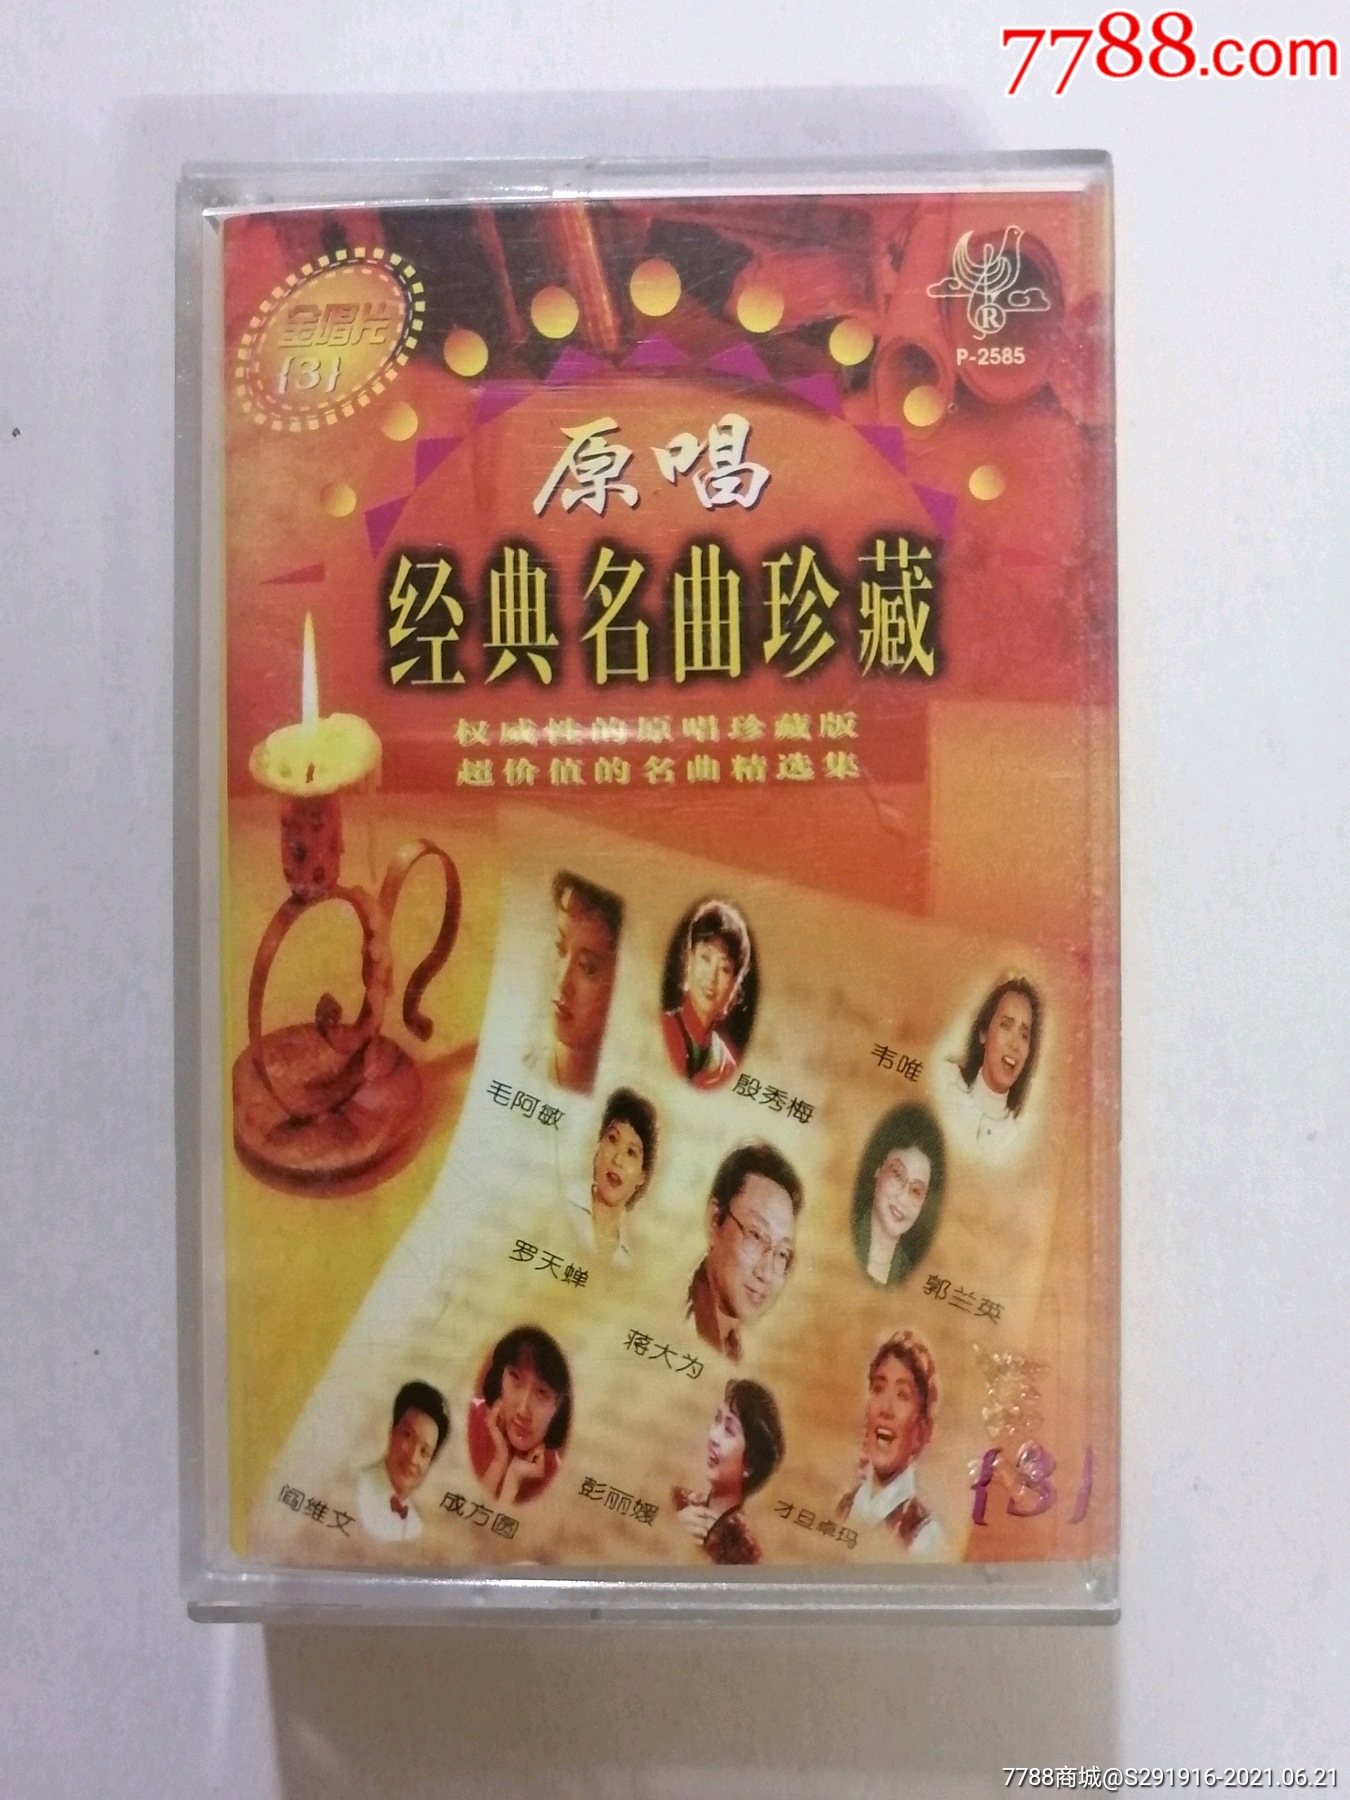 7788.com
金唱片
{3}
®
P-2585
原唱
经典名曲珍藏
权威性的原唱珍藏版
超价值的名曲精选集
毛阿敏
殷秀梅
韦唯
罗天蝉
郭兰英
蒋大为
阎维文
成方圆
彭丽媛
才旦卓玛
{3}
7788商城@S291916-2021.06.21